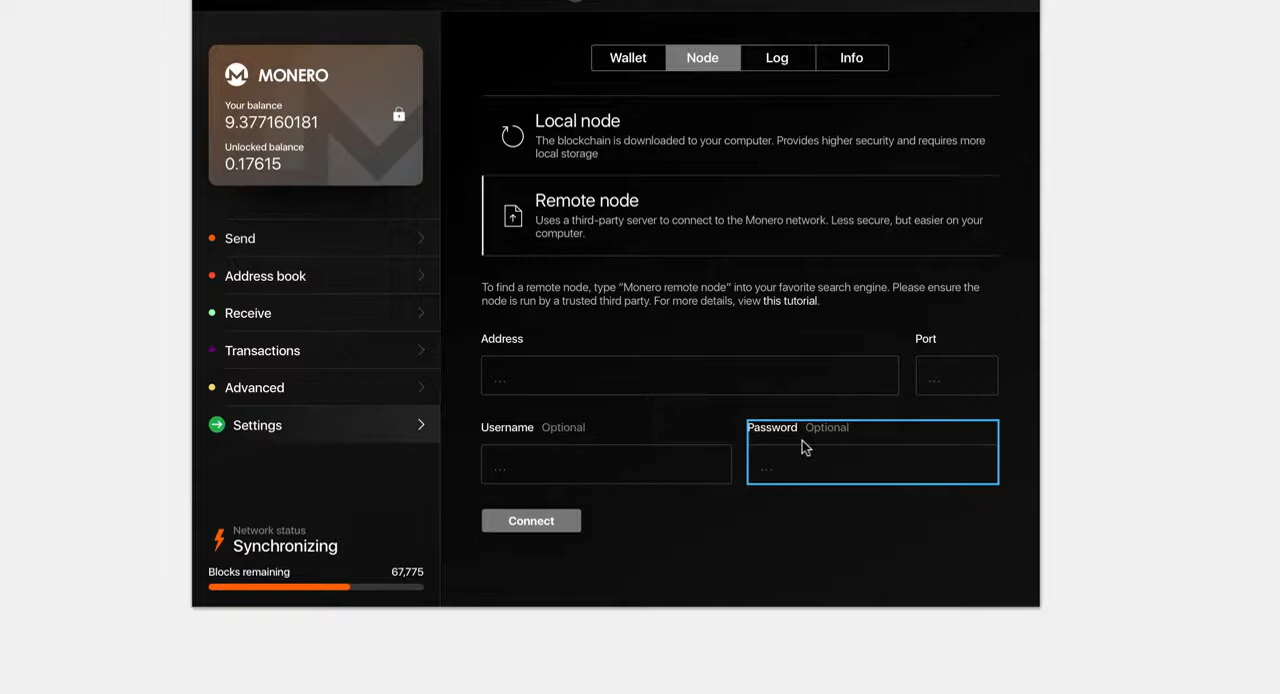 MONERO
Your balance
9.377160181
Unlocked balance
0.17615
Send
Address book
Receive
Transactions
Advanced
Settings
Network status
Synchronizing
Blocks remaining 67,775
Wallet Node Log Info
Local node
The blockchain is downloaded to your computer. Provides higher security and requires more
local storage
Remote node
Uses a third-party server to connect to the Monero network. Less secure, but easier on your
computer.
To find a remote node, type “Monero remote node” into your favorite search engine. Please ensure the
node is run by a trusted third party. For more details, view this tutorial.
Address Port
... ...
Username Optional Password Optional
... ...
Connect